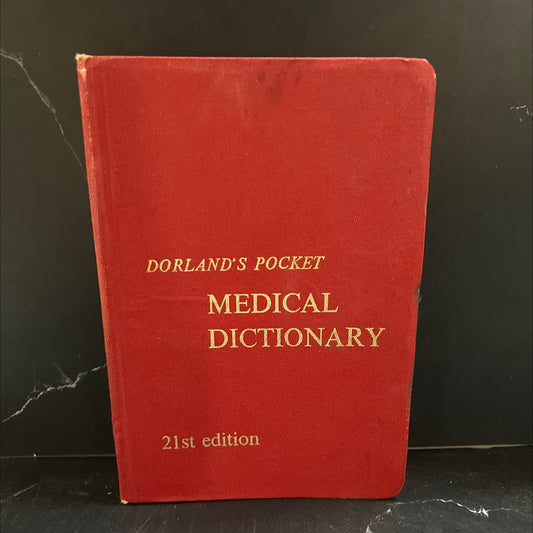 DORLAND'S POCKET
MEDICAL
DICTIONARY
21st edition